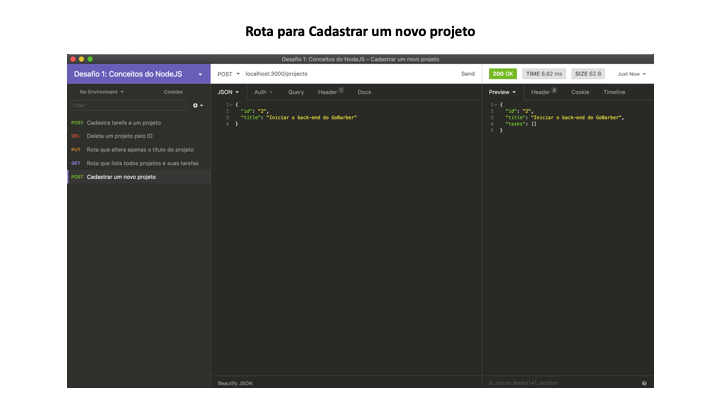 Rota para Cadastrar um novo projeto
Desafio 1: Conceitos do NodeJS – Cadastrar um novo projeto
Desafio 1: Conceitos do NodeJS
POST localhost:3000/projects Send
200 OK TIME 6.82 ms SIZE 62 B Just Now
No Environment Cookies
JSON Auth Query Header 1 Docs
Preview Header 6 Cookie Timeline
Filter
POST Cadastra tarefa a um projeto
DEL Deleta um projeto pelo ID
PUT Rota que altera apenas o título do projeto
GET Rota que lista todos projetos e suas tarefas
POST Cadastrar um novo projeto
1 {
2 "id": "2",
3 "title": "Iniciar o back-end do GoBarber"
4 }
1 {
2 "id": "2",
3 "title": "Iniciar o back-end do GoBarber",
4 "tasks": []
5 }
Beautify JSON
$.store.books[*].author